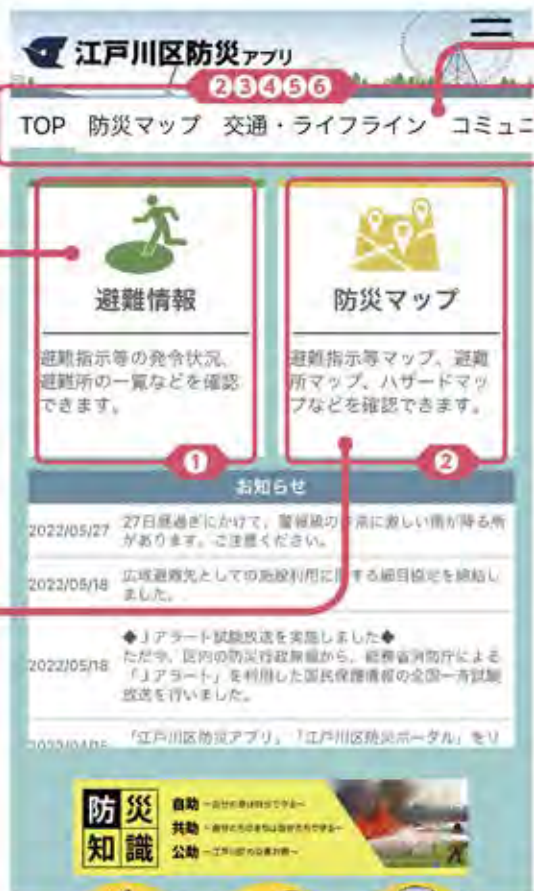 江戸川区防災アプリ
23456
TOP 防災マップ 交通・ライフライン コミュニ
避難情報
避難指示等の発令状況、
避難所の一覧などを確認
できます。
1
防災マップ
避難指示等マップ、避難
所マップ、ハザードマッ
プなどを確認できます。
2
お知らせ
2022/05/27 27日昼過ぎにかけて、警報級の 激しい雨が降る所
があります。ご注意ください。
2022/05/18 広域避難先としての施設利用に する細目協定を締結し
ました。
◆Jアラート試験放送を実施しました◆
2022/05/18 ただ今、区内の防災行政無線から、総務省消防庁による
「Jアラート」を利用した国民保護情報の全国一斉試験
放送を行いました。
「江戸川区防災アプリ」、「江戸川区防災ポータル」をリ
防災
知識
自助 ~自分の身は自分で守る~
共助
公助